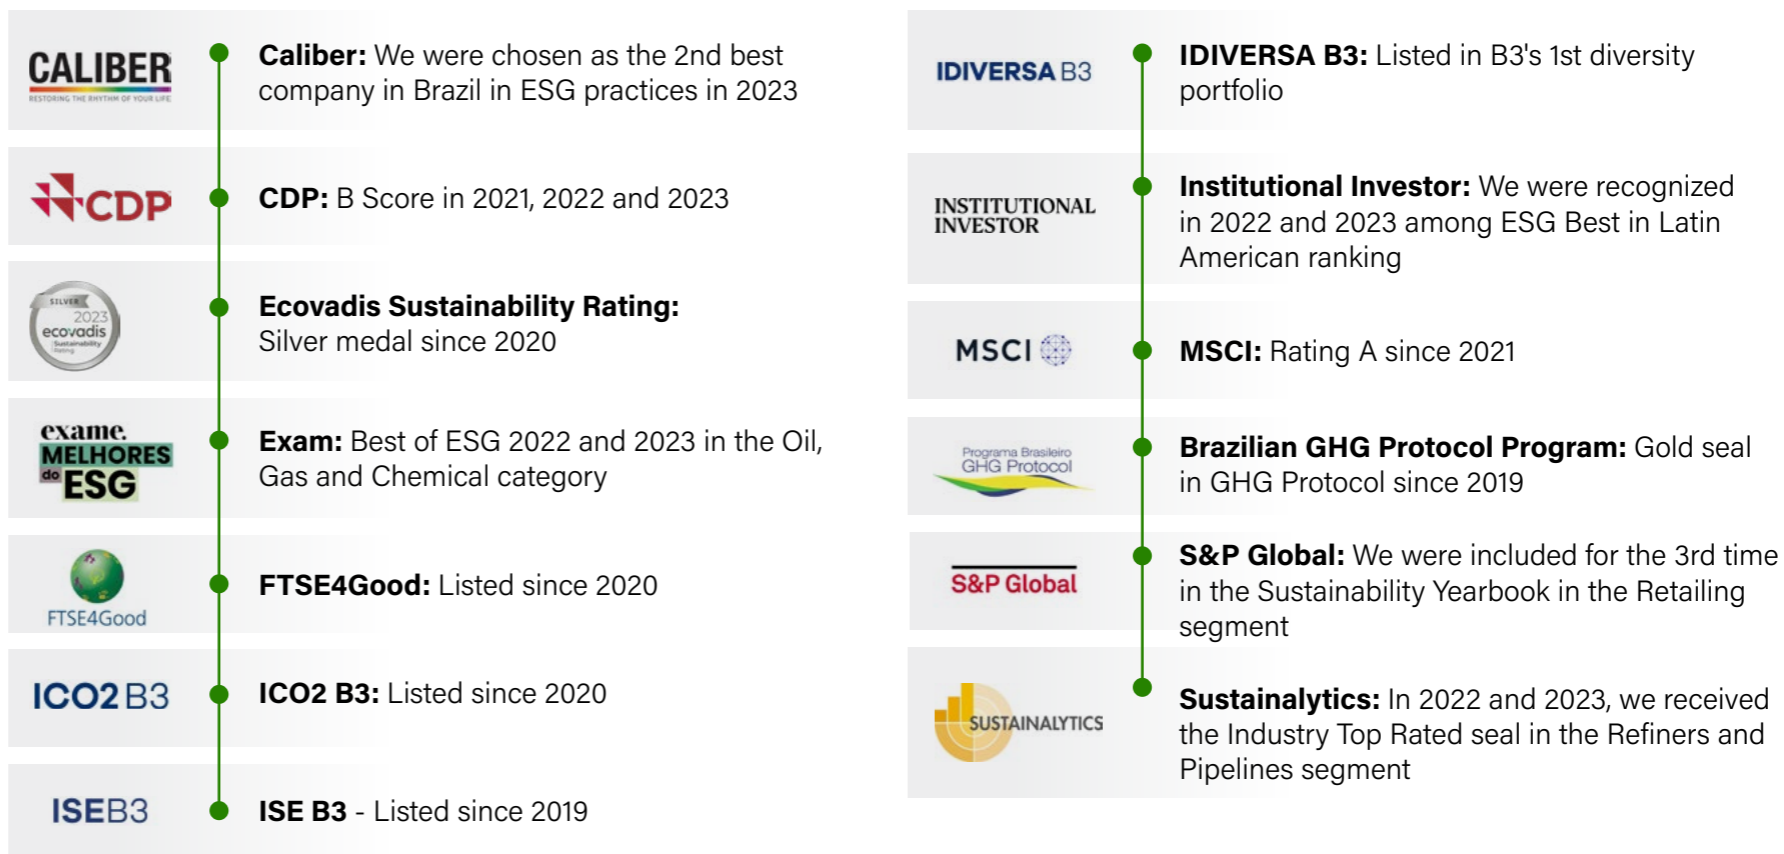 CALIBER
RESTORING THE RHYTHM OF YOUR LIFE
Caliber: We were chosen as the 2nd best
company in Brazil in ESG practices in 2023
CDP
CDP: B Score in 2021, 2022 and 2023
SILVER
2023
ecovadis
Sustainability
Rating
Ecovadis Sustainability Rating:
Silver medal since 2020
exame.
MELHORES
do ESG
Exam: Best of ESG 2022 and 2023 in the Oil,
Gas and Chemical category
FTSE4Good
FTSE4Good: Listed since 2020
ICO2 B3
ICO2 B3: Listed since 2020
ISEB3
ISE B3 - Listed since 2019
IDIVERSA B3
IDIVERSA B3: Listed in B3's 1st diversity
portfolio
INSTITUTIONAL
INVESTOR
Institutional Investor: We were recognized
in 2022 and 2023 among ESG Best in Latin
American ranking
MSCI
MSCI: Rating A since 2021
Programa Brasileiro
GHG Protocol
Brazilian GHG Protocol Program: Gold seal
in GHG Protocol since 2019
S&P Global
S&P Global: We were included for the 3rd time
in the Sustainability Yearbook in the Retailing
segment
SUSTAINALYTICS
Sustainalytics: In 2022 and 2023, we received
the Industry Top Rated seal in the Refiners and
Pipelines segment